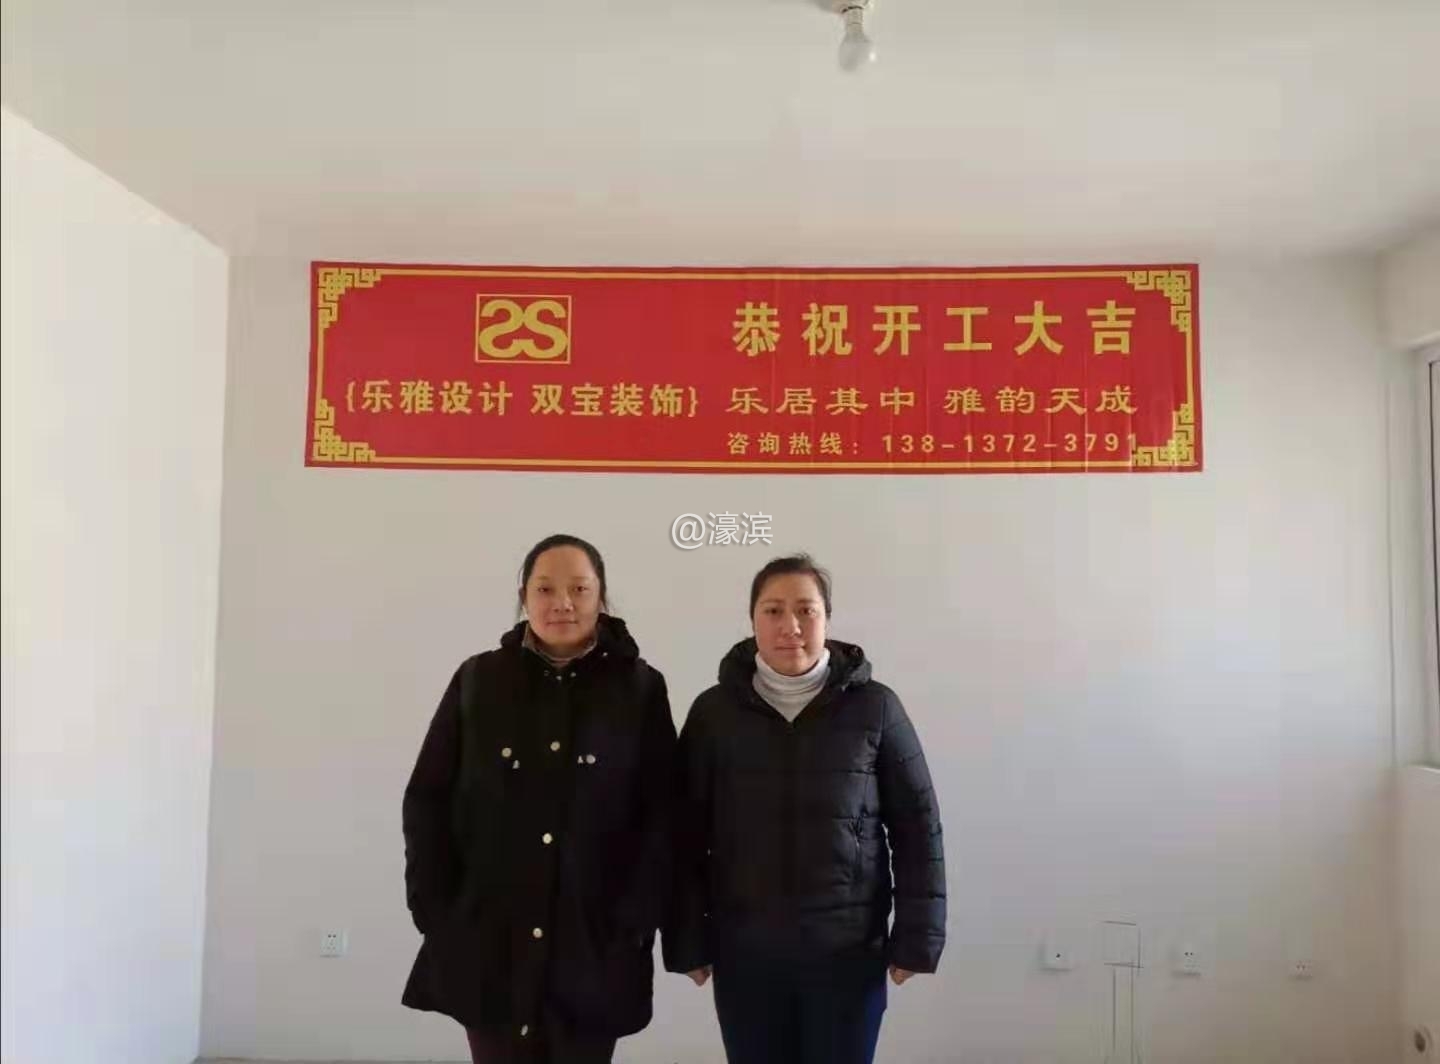 恭祝开工大吉
{乐雅设计 双宝装饰}
乐居其中 雅韵天成
咨询热线：138-1372-3791
@濠滨